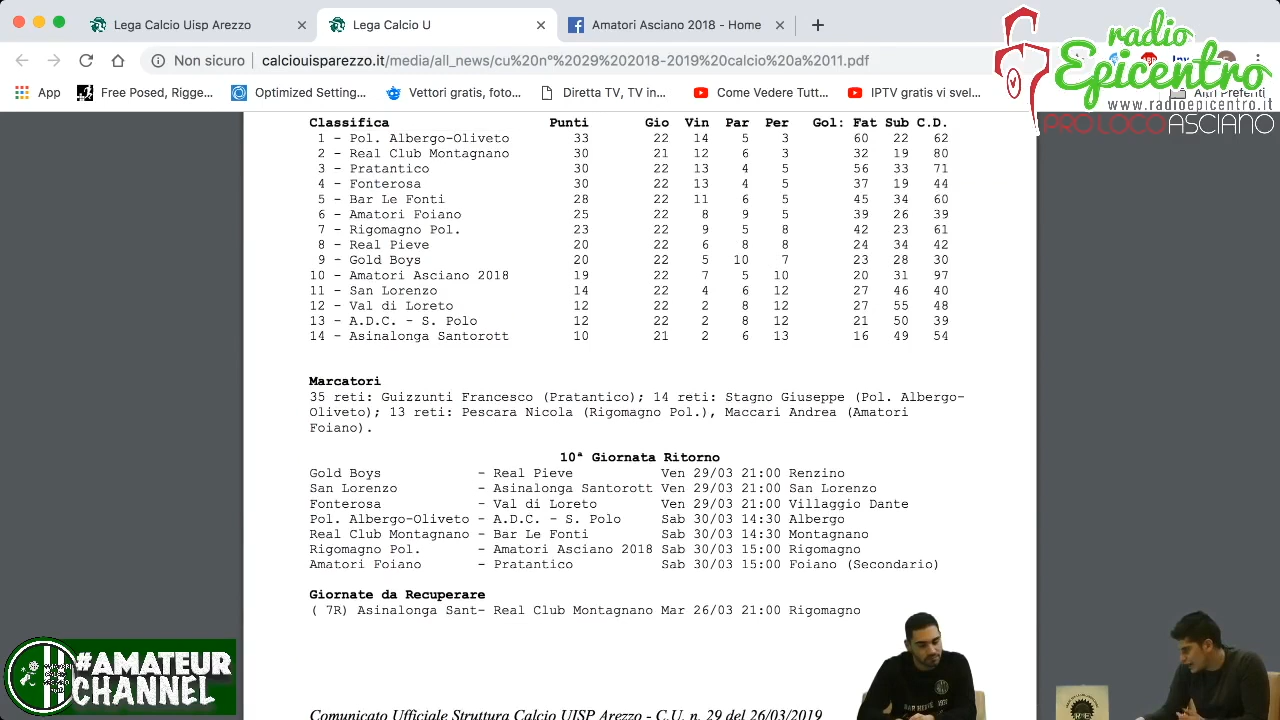 Lega Calcio Uisp Arezzo
Lega Calcio U
Amatori Asciano 2018 - Home
Non sicuro
calciouisparezzo.it/media/all_news/cu%20n°%2029%202018-2019%20calcio%20a%2011.pdf
App
Free Posed, Rigge...
Optimized Setting...
Vettori gratis, foto...
Diretta TV, TV in...
Come Vedere Tutt...
IPTV gratis vi svel...
Altri Preferiti
radio
Epicentro
www.radioepicentro.it
PRO LOCO ASCIANO
Classifica Punti Gio Vin Par Per Gol: Fat Sub C.D.
1 - Pol. Albergo-Oliveto 33 22 14 5 3 60 22 62
2 - Real Club Montagnano 30 21 12 6 3 32 19 80
3 - Pratantico 30 22 13 4 5 56 33 71
4 - Fonterosa 30 22 13 4 5 37 19 44
5 - Bar Le Fonti 28 22 11 6 5 45 34 60
6 - Amatori Foiano 25 22 8 9 5 39 26 39
7 - Rigomagno Pol. 23 22 9 5 8 42 23 61
8 - Real Pieve 20 22 6 8 8 24 34 42
9 - Gold Boys 20 22 5 10 7 23 28 30
10 - Amatori Asciano 2018 19 22 7 5 10 20 31 97
11 - San Lorenzo 14 22 4 6 12 27 46 40
12 - Val di Loreto 12 22 2 8 12 27 55 48
13 - A.D.C. - S. Polo 12 22 2 8 12 21 50 39
14 - Asinalonga Santorott 10 21 2 6 13 16 49 54
Marcatori
35 reti: Guizzunti Francesco (Pratantico); 14 reti: Stagno Giuseppe (Pol. Albergo-
Oliveto); 13 reti: Pescara Nicola (Rigomagno Pol.), Maccari Andrea (Amatori
Foiano).
10ª Giornata Ritorno
Gold Boys - Real Pieve Ven 29/03 21:00 Renzino
San Lorenzo - Asinalonga Santorott Ven 29/03 21:00 San Lorenzo
Fonterosa - Val di Loreto Ven 29/03 21:00 Villaggio Dante
Pol. Albergo-Oliveto - A.D.C. - S. Polo Sab 30/03 14:30 Albergo
Real Club Montagnano - Bar Le Fonti Sab 30/03 14:30 Montagnano
Rigomagno Pol. - Amatori Asciano 2018 Sab 30/03 15:00 Rigomagno
Amatori Foiano - Pratantico Sab 30/03 15:00 Foiano (Secondario)
Giornate da Recuperare
( 7R) Asinalonga Sant- Real Club Montagnano Mar 26/03 21:00 Rigomagno
#AMATEUR
CHANNEL
Comunicato Ufficiale Struttura Calcio UISP Arezzo - C.U. n. 29 del 26/03/2019